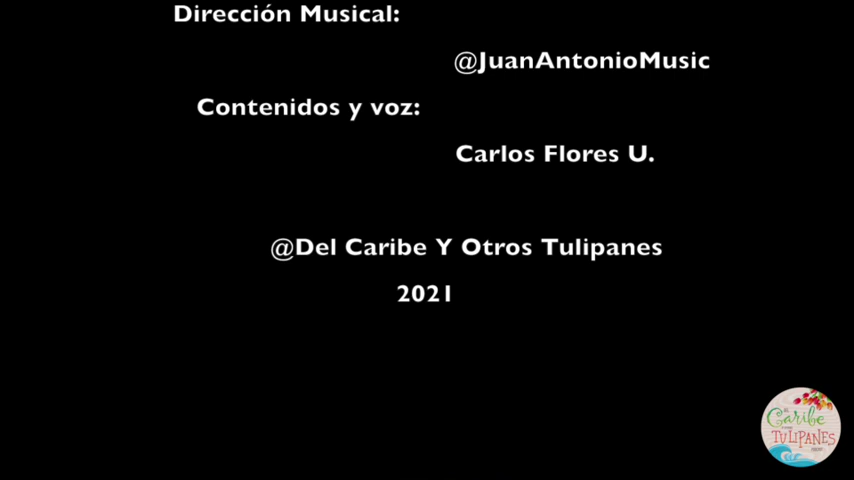 Dirección Musical:
@JuanAntonioMusic
Contenidos y voz:
Carlos Flores U.
@Del Caribe Y Otros Tulipanes
2021
Caribe
TULIPANES